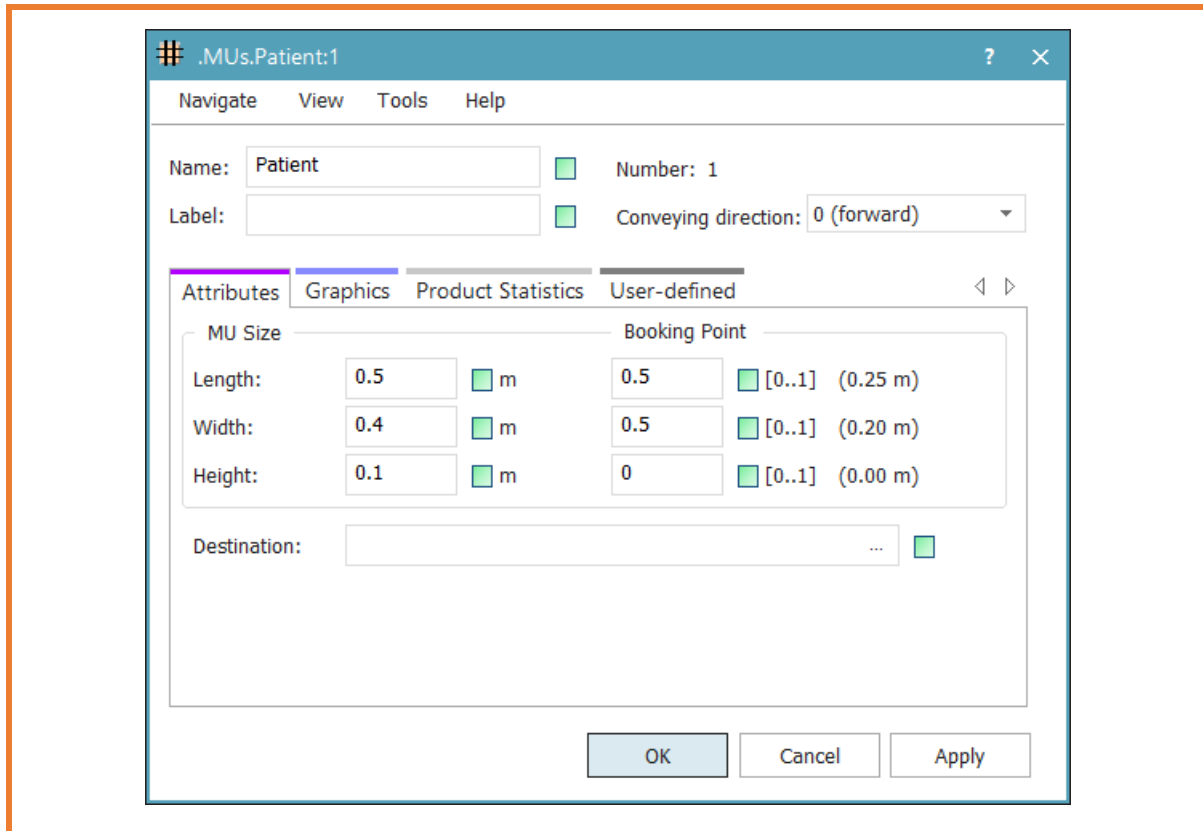 .MUs.Patient:1 ? ×
Navigate View Tools Help
Name: Patient Number: 1
Label: Conveying direction: 0 (forward)
Attributes Graphics Product Statistics User-defined
MU Size Booking Point
Length: 0.5 m 0.5 [0..1] (0.25 m)
Width: 0.4 m 0.5 [0..1] (0.20 m)
Height: 0.1 m 0 [0..1] (0.00 m)
Destination: ...
OK Cancel Apply